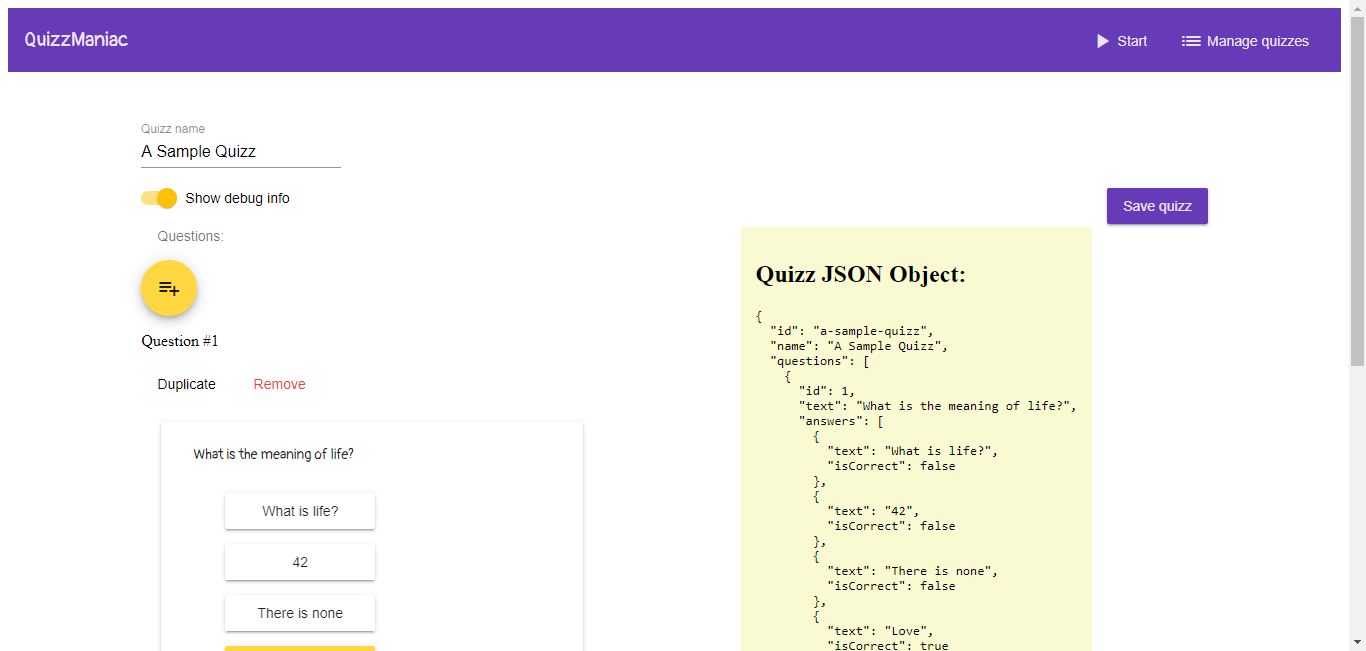 QuizzManiac
Start
Manage quizzes
Quizz name
A Sample Quizz
Show debug info
Save quizz
Questions:
Question #1
Duplicate
Remove
What is the meaning of life?
What is life?
42
There is none
Quizz JSON Object:
{
"id": "a-sample-quizz",
"name": "A Sample Quizz",
"questions": [
{
"id": 1,
"text": "What is the meaning of life?",
"answers": [
{
"text": "What is life?",
"isCorrect": false
},
{
"text": "42",
"isCorrect": false
},
{
"text": "There is none",
"isCorrect": false
},
{
"text": "Love",
"isCorrect": true